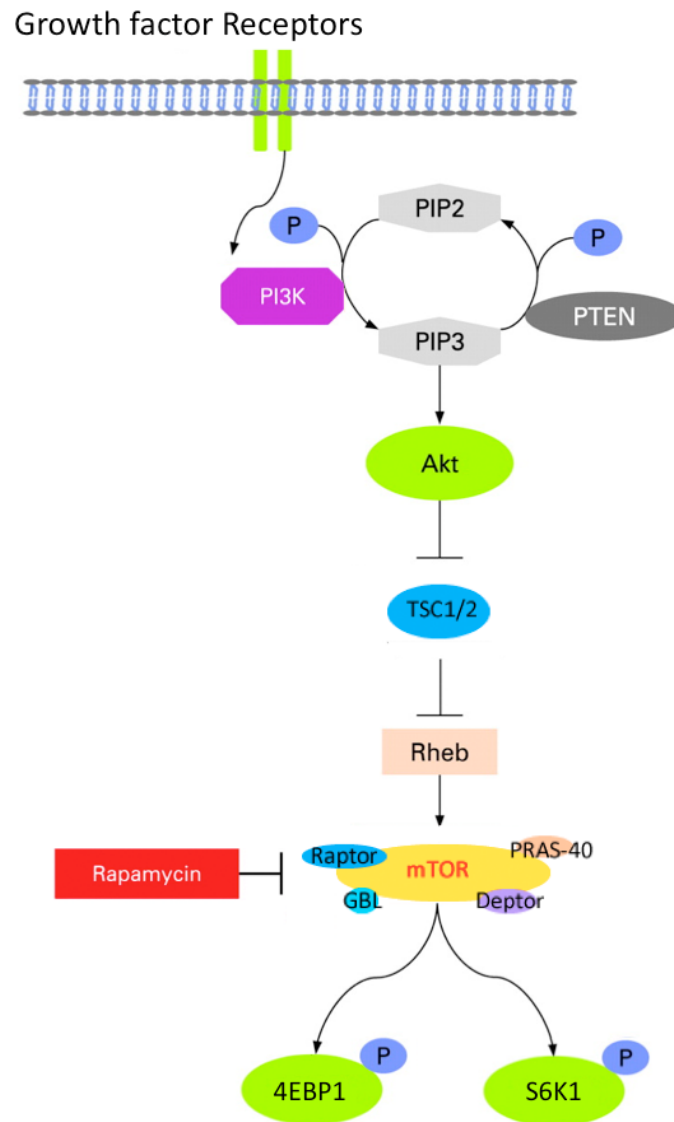 Growth factor Receptors
PIP2
P
P
PI3K
PTEN
PIP3
Akt
TSC1/2
Rheb
Raptor
PRAS-40
mTOR
Rapamycin
GBL
Deptor
P
P
4EBP1
S6K1